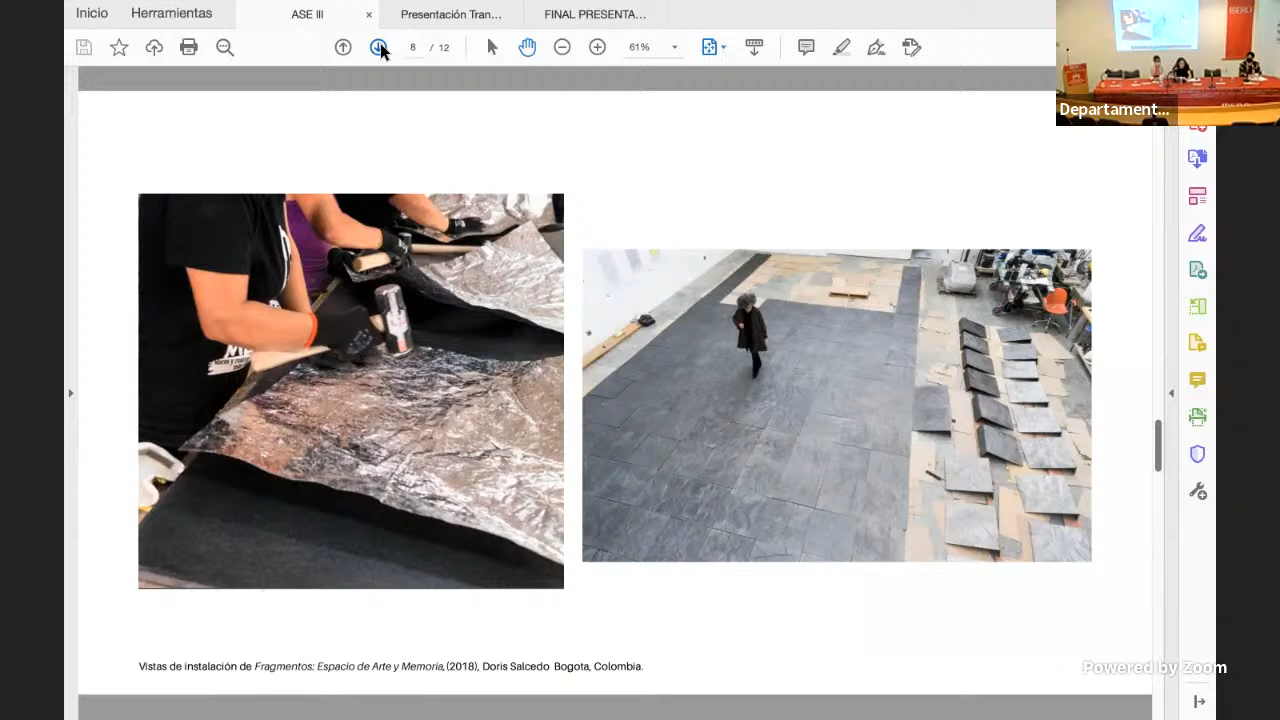 Inicio
Herramientas
ASE III
Presentación Tran...
FINAL PRESENTA...
8 / 12
61%
IBERO
Departament...
Vistas de instalación de Fragmentos: Espacio de Arte y Memoria, (2018), Doris Salcedo Bogota, Colombia.
Powered by Zoom